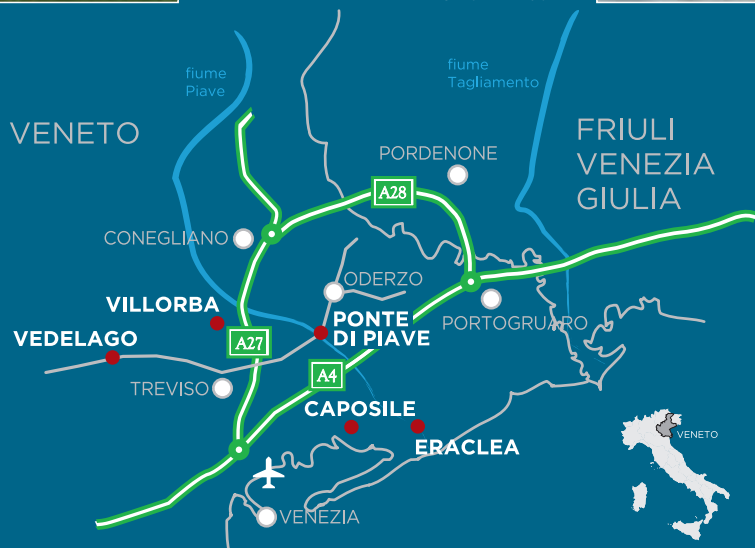 fiume
Piave
fiume
Tagliamento
VENETO
FRIULI
VENEZIA
GIULIA
PORDENONE
A28
CONEGLIANO
ODERZO
VILLORBA
PORTOGRUARO
PONTE
DI PIAVE
VEDELAGO
A27
A4
TREVISO
CAPOSILE
ERACLEA
VENETO
VENEZIA